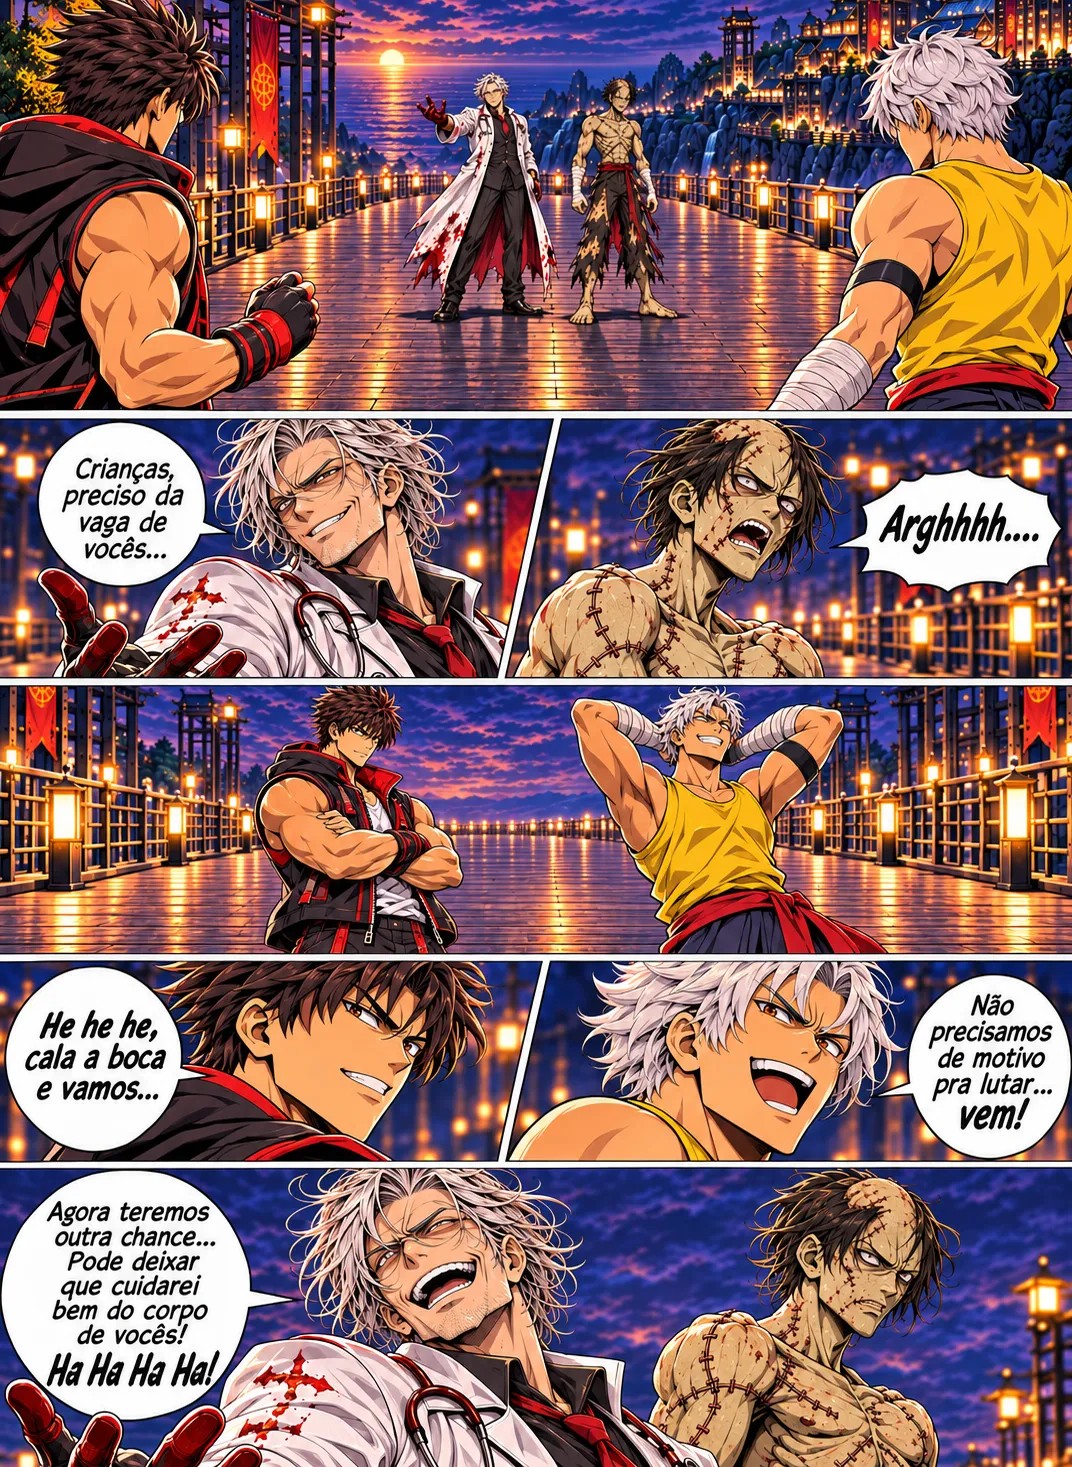 Crianças,
preciso da
vaga de
vocês...
Arghhhh....
He he he,
cala a boca
e vamos...
Não
precisamos
de motivo
pra lutar...
vem!
Agora teremos
outra chance...
Pode deixar
que cuidarei
bem do corpo
de vocês!
Ha Ha Ha Ha!